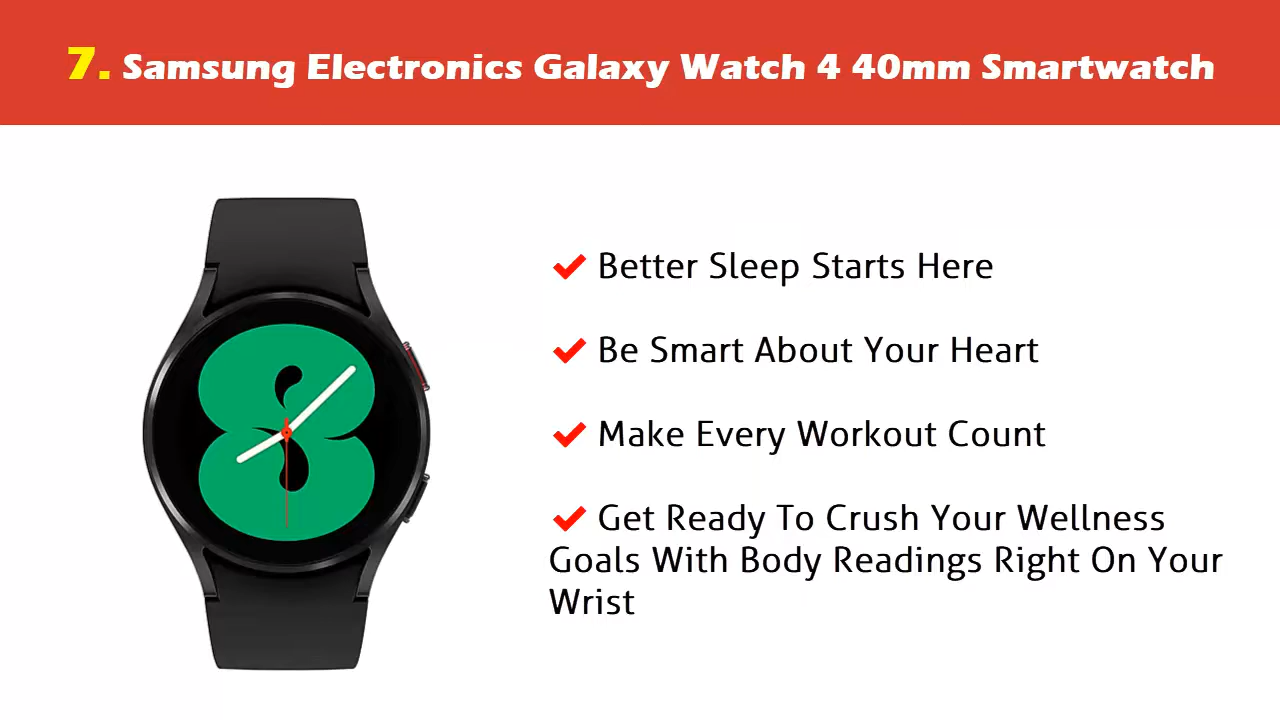 7. Samsung Electronics Galaxy Watch 4 40mm Smartwatch
Better Sleep Starts Here
Be Smart About Your Heart
Make Every Workout Count
Get Ready To Crush Your Wellness
Goals With Body Readings Right On Your
Wrist